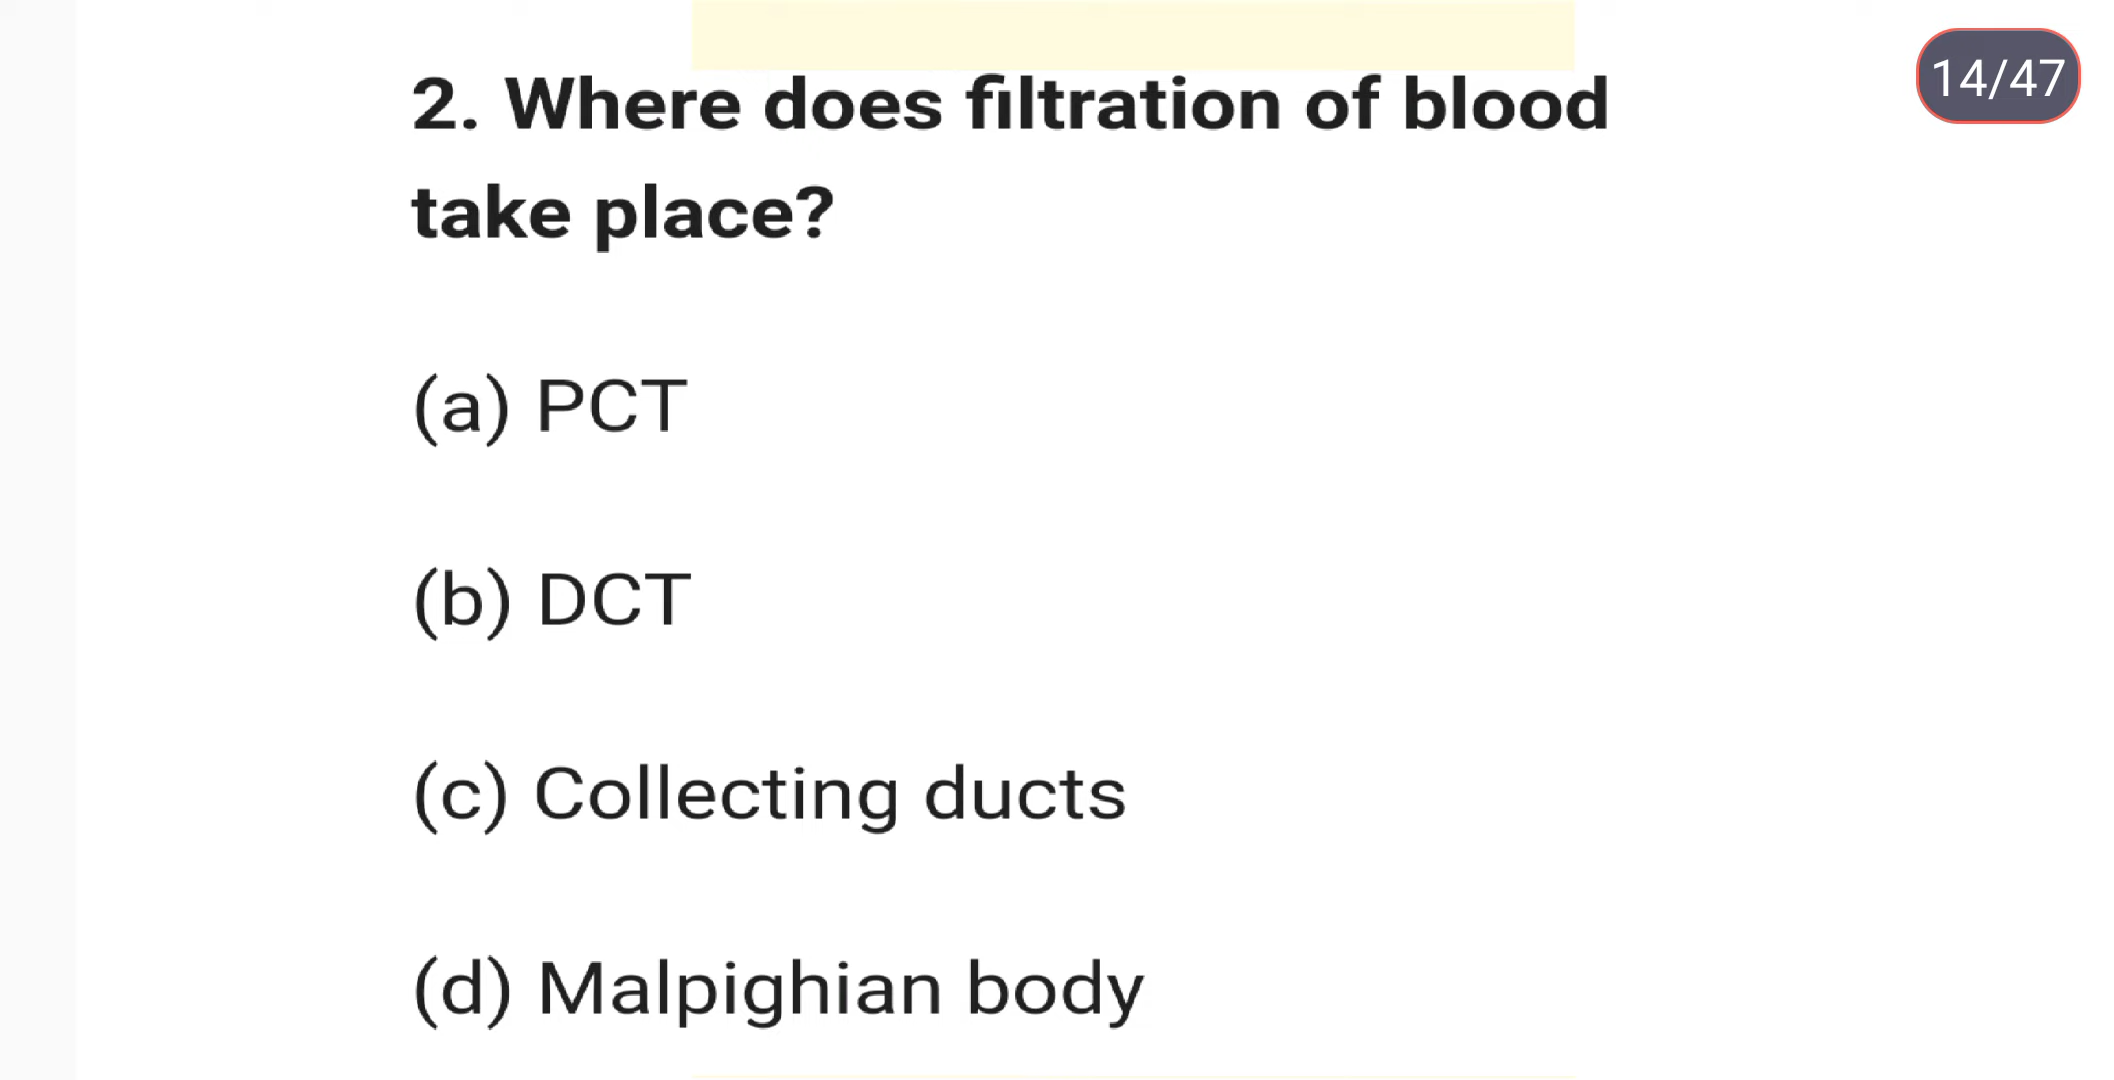 14/47
2. Where does filtration of blood
take place?
(a) PCT
(b) DCT
(c) Collecting ducts
(d) Malpighian body